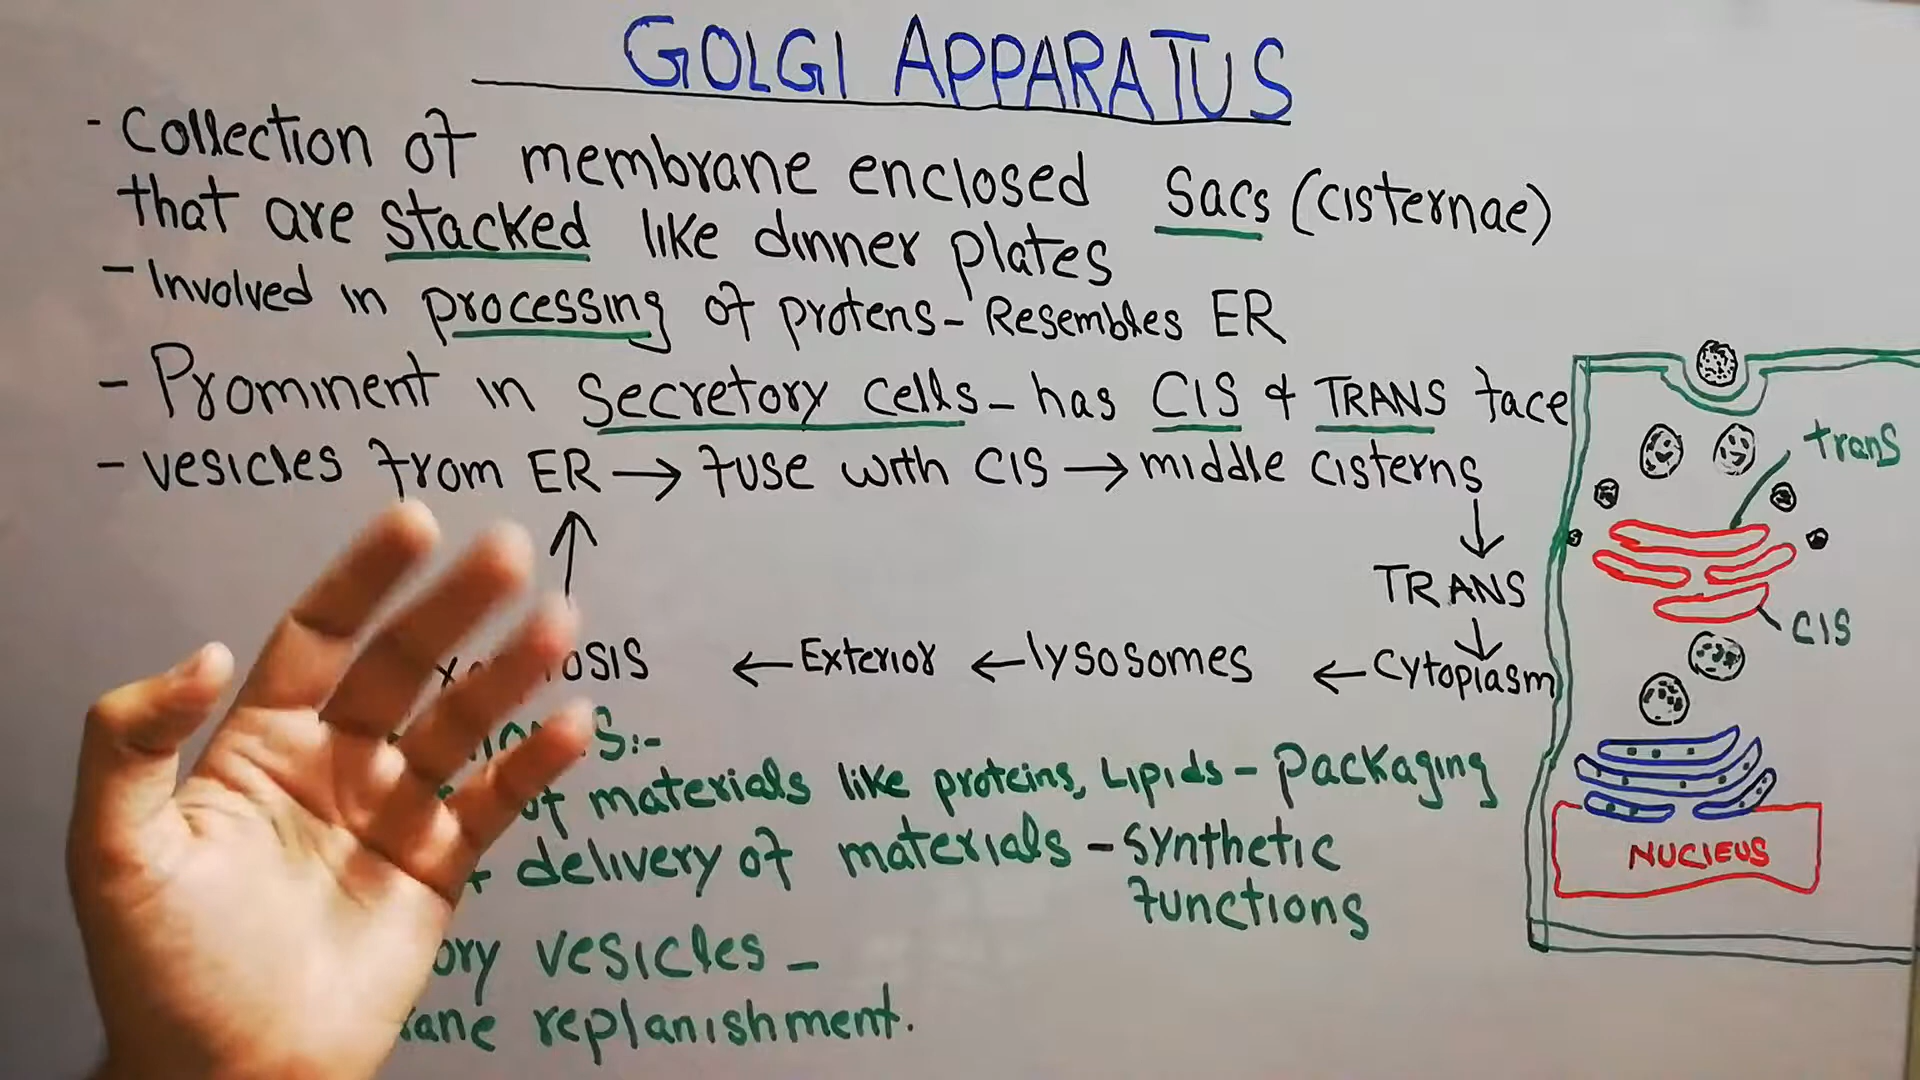 GOLGI APPARATUS
- Collection of membrane enclosed Sacs (cisternae)
that are stacked like dinner plates
- Involved in processing of protens - Resembles ER
- Prominent in secretory cells - has CIS & TRANS face
- vesicles from ER → fuse with CIS → middle cisterns
↓
↑
TRANS
↓
OSIS ← Exterior ← lysosomes ← Cytoplasm
S:-
of materials like proteins, Lipids - Packaging
delivery of materials - synthetic
functions
ory vesicles -
rane replanishment.
trans
CIS
NUCLEUS